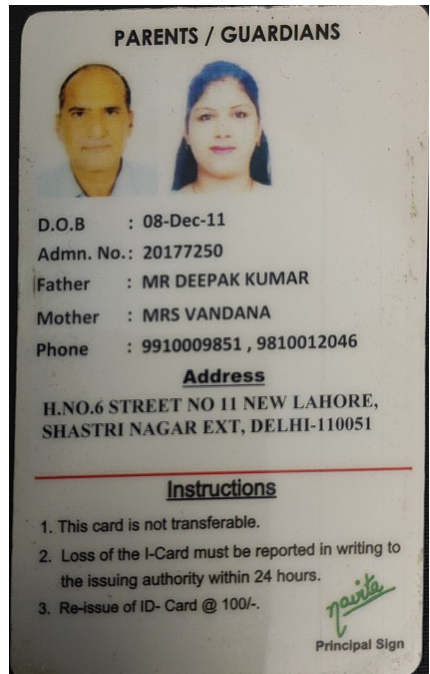 PARENTS / GUARDIANS
D.O.B : 08-Dec-11
Admn. No.: 20177250
Father : MR DEEPAK KUMAR
Mother : MRS VANDANA
Phone : 9910009851 , 9810012046
Address
H.NO.6 STREET NO 11 NEW LAHORE,
SHASTRI NAGAR EXT, DELHI-110051
Instructions
1. This card is not transferable.
2. Loss of the I-Card must be reported in writing to
the issuing authority within 24 hours.
3. Re-issue of ID- Card @ 100/-.
Navita
Principal Sign